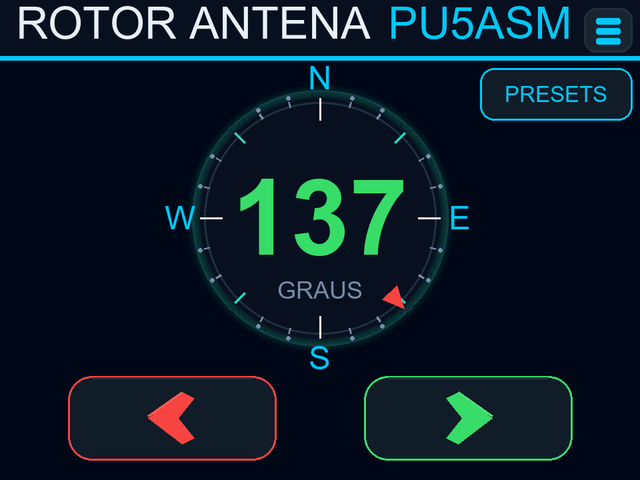 ROTOR ANTENA PU5ASM
PRESETS
N
W
137
E
GRAUS
S